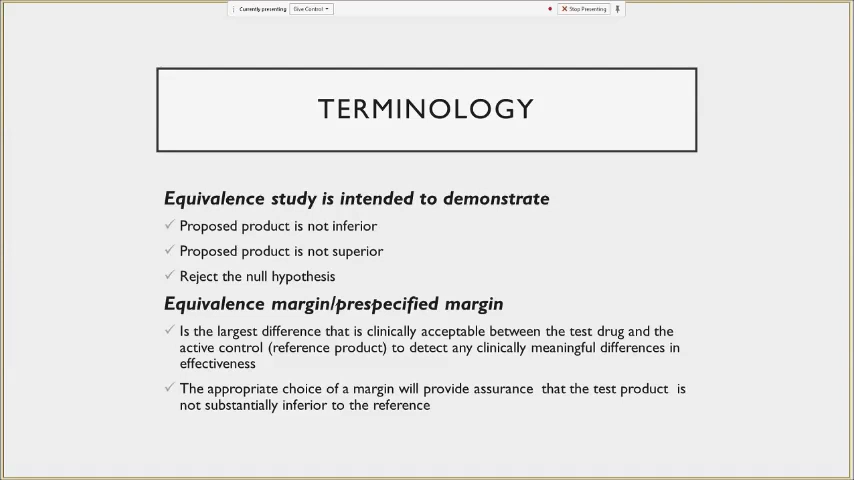 Currently presenting Give Control Stop Presenting
TERMINOLOGY
Equivalence study is intended to demonstrate
Proposed product is not inferior
Proposed product is not superior
Reject the null hypothesis
Equivalence margin/prespecified margin
Is the largest difference that is clinically acceptable between the test drug and the
active control (reference product) to detect any clinically meaningful differences in
effectiveness
The appropriate choice of a margin will provide assurance that the test product is
not substantially inferior to the reference